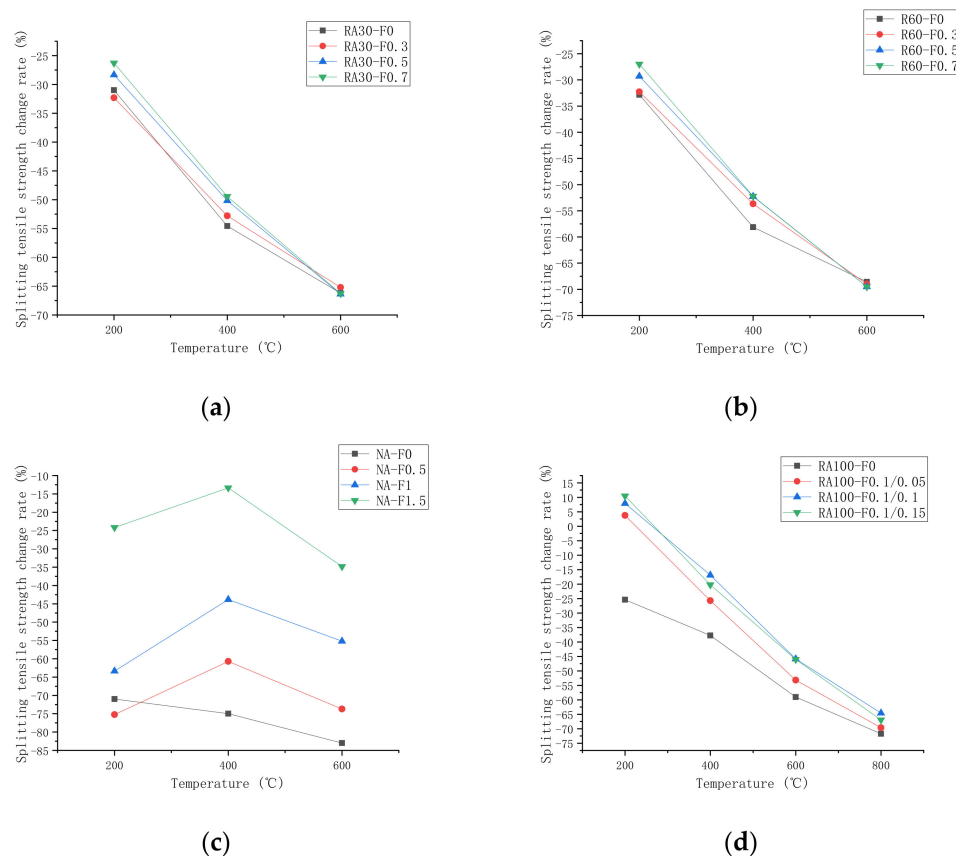 RA30-F0
RA30-F0.3
RA30-F0.5
RA30-F0.7
Splitting tensile strength change rate (%)
-25
-30
-35
-40
-45
-50
-55
-60
-65
-70
200 400 600
Temperature (℃)
(a)
R60-F0
R60-F0.3
R60-F0.5
R60-F0.7
Splitting tensile strength change rate (%)
-25
-30
-35
-40
-45
-50
-55
-60
-65
-70
-75
200 400 600
Temperature (℃)
(b)
NA-F0
NA-F0.5
NA-F1
NA-F1.5
Splitting tensile strength change rate (%)
-10
-15
-20
-25
-30
-35
-40
-45
-50
-55
-60
-65
-70
-75
-80
-85
200 400 600
Temperature (℃)
(c)
RA100-F0
RA100-F0.1/0.05
RA100-F0.1/0.1
RA100-F0.1/0.15
Splitting tensile strength change rate (%)
15
10
5
0
-5
-10
-15
-20
-25
-30
-35
-40
-45
-50
-55
-60
-65
-70
-75
200 400 600 800
Temperature (℃)
(d)